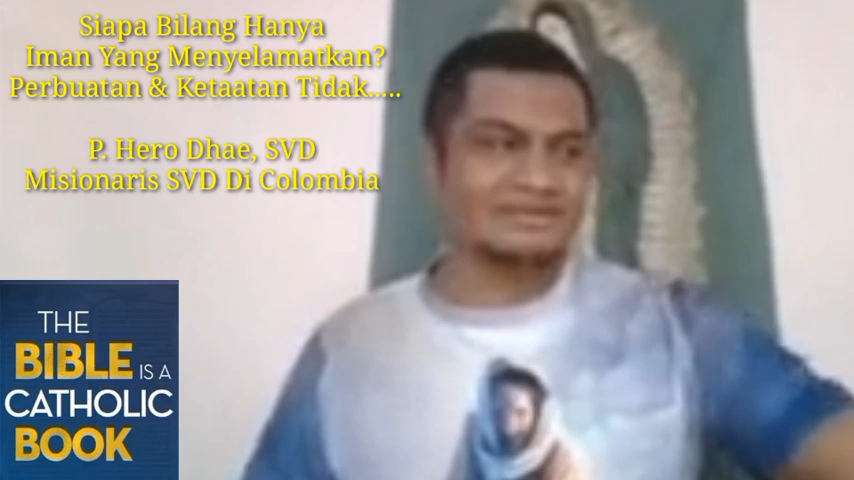 Siapa Bilang Hanya
Iman Yang Menyelamatkan?
Perbuatan & Ketaatan Tidak.....
P. Hero Dhae, SVD
Misionaris SVD Di Colombia
THE
BIBLE IS A
CATHOLIC
BOOK